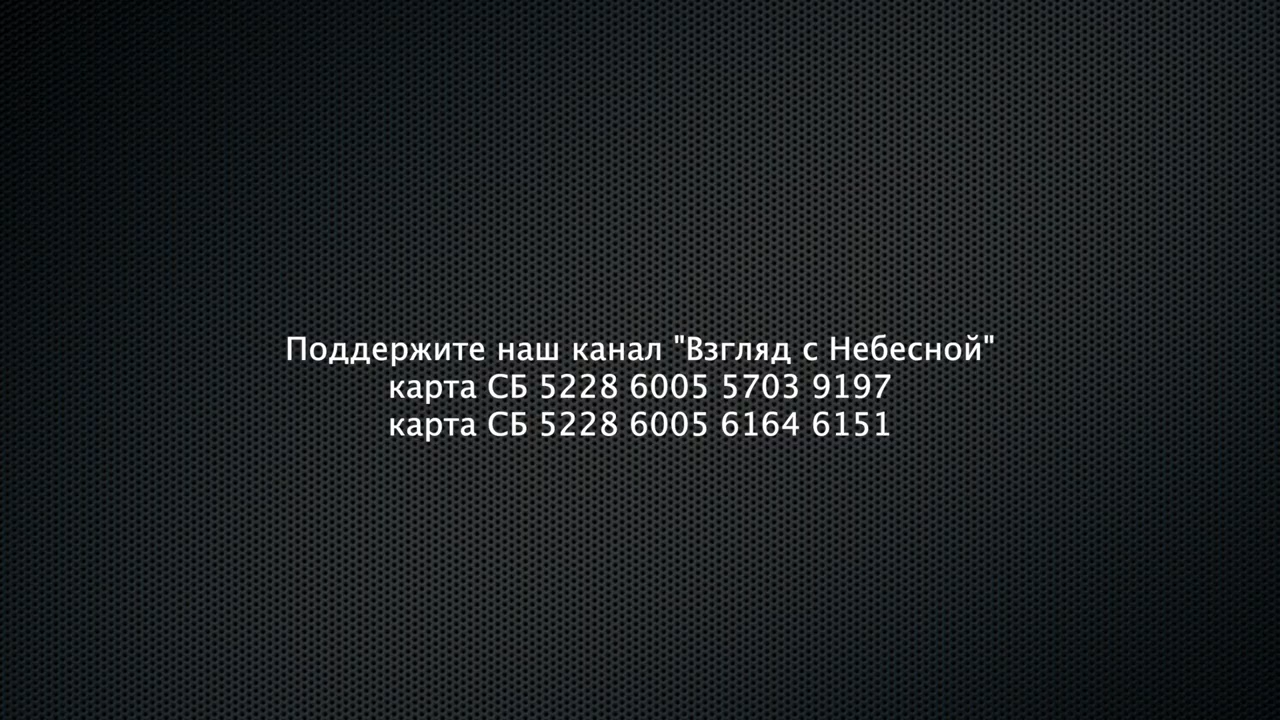 Поддержите наш канал "Взгляд с Небесной"
карта СБ 5228 6005 5703 9197
карта СБ 5228 6005 6164 6151